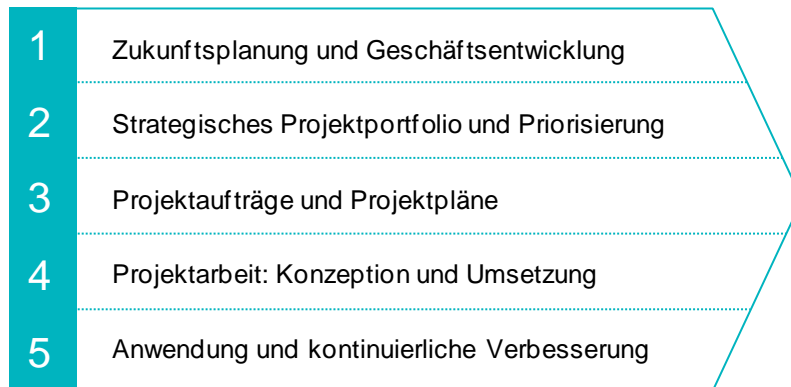 1 Zukunftsplanung und Geschäftsentwicklung
2 Strategisches Projektportfolio und Priorisierung
3 Projektaufträge und Projektpläne
4 Projektarbeit: Konzeption und Umsetzung
5 Anwendung und kontinuierliche Verbesserung